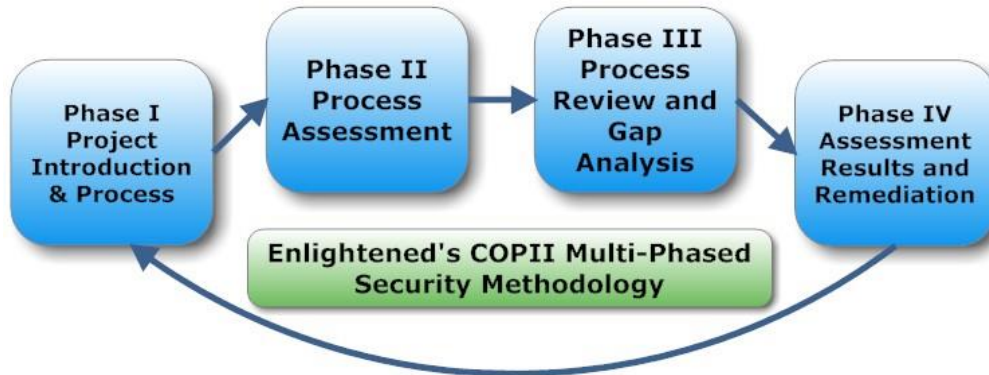 Phase I
Project
Introduction
& Process
Phase II
Process
Assessment
Phase III
Process
Review and
Gap
Analysis
Phase IV
Assessment
Results and
Remediation
Enlightened's COPII Multi-Phased
Security Methodology